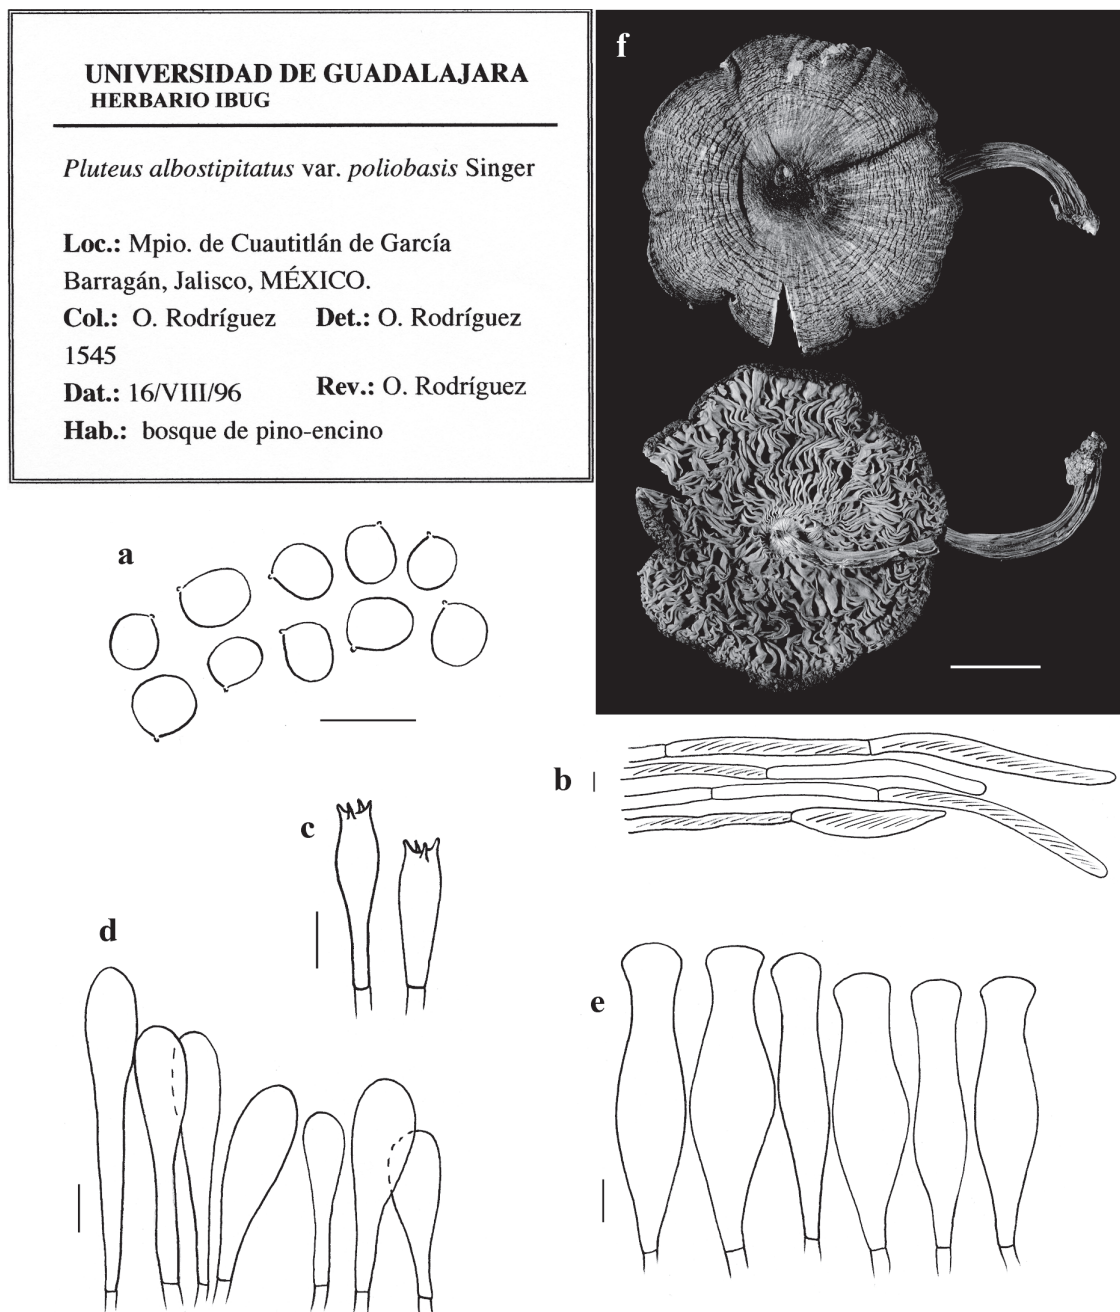 UNIVERSIDAD DE GUADALAJARA
HERBARIO IBUG
Pluteus albostipitatus var. poliobasis Singer
Loc.: Mpio. de Cuautitlán de García
Barragán, Jalisco, MÉXICO.
Col.: O. Rodríguez Det.: O. Rodríguez
1545
Dat.: 16/VIII/96 Rev.: O. Rodríguez
Hab.: bosque de pino-encino
f
a
b
c
d
e